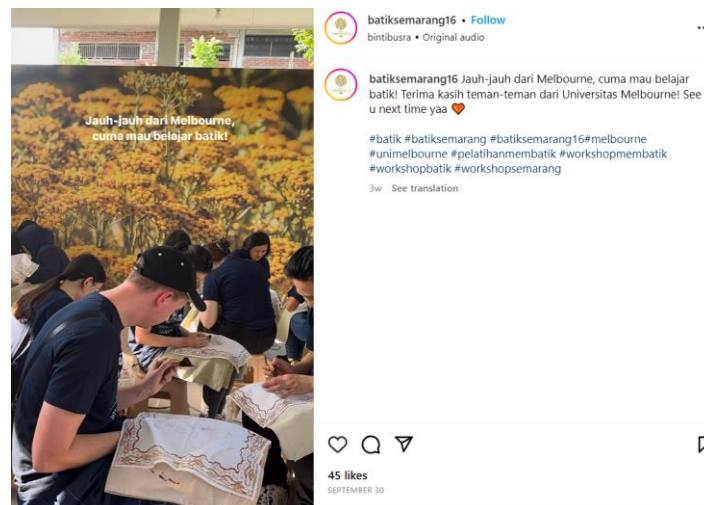 Jauh-jauh dari Melbourne,
cuma mau belajar batik!
batiksemarang16 • Follow
bintibusra • Original audio
batiksemarang16 Jauh-jauh dari Melbourne, cuma mau belajar
batik! Terima kasih teman-teman dari Universitas Melbourne! See
u next time yaa
#batik #batiksemarang #batiksemarang16#melbourne
#unimelbourne #pelatihanmembatik #workshopmembatik
#workshopbatik #workshopsemarang
3w See translation
45 likes
SEPTEMBER 30